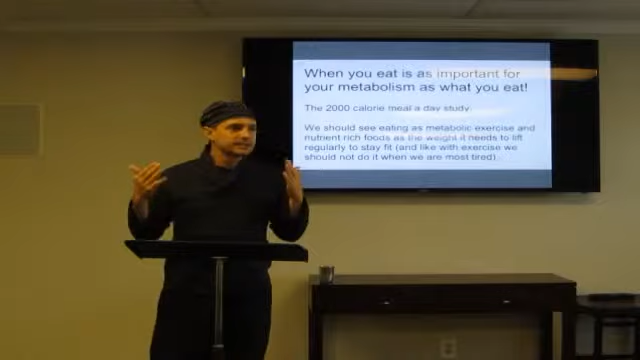 When you eat is as important for
your metabolism as what you eat!
The 2000 calorie meal a day study.
We should see eating as metabolic exercise and
nutrient rich foods as the weight it needs to lift
regularly to stay fit (and like with exercise we
should not do it when we are most tired).